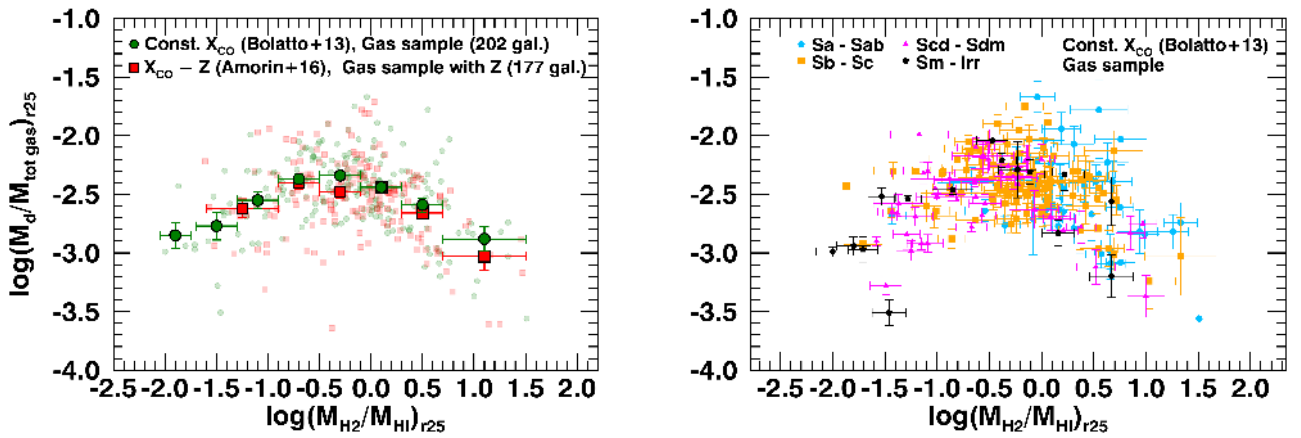 -1.0
Const. X_CO (Bolatto+13), Gas sample (202 gal.)
X_CO − Z (Amorin+16), Gas sample with Z (177 gal.)
-1.5
-2.0
-2.5
-3.0
-3.5
-4.0
log(M_d/M_tot gas)_r25
-2.5 -2.0 -1.5 -1.0 -0.5 0.0 0.5 1.0 1.5 2.0
log(M_H2/M_HI)_r25
-1.0
Sa - Sab Scd - Sdm Const. X_CO (Bolatto+13)
Sb - Sc Sm - Irr Gas sample
-1.5
-2.0
-2.5
-3.0
-3.5
-4.0
-2.5 -2.0 -1.5 -1.0 -0.5 0.0 0.5 1.0 1.5 2.0
log(M_H2/M_HI)_r25